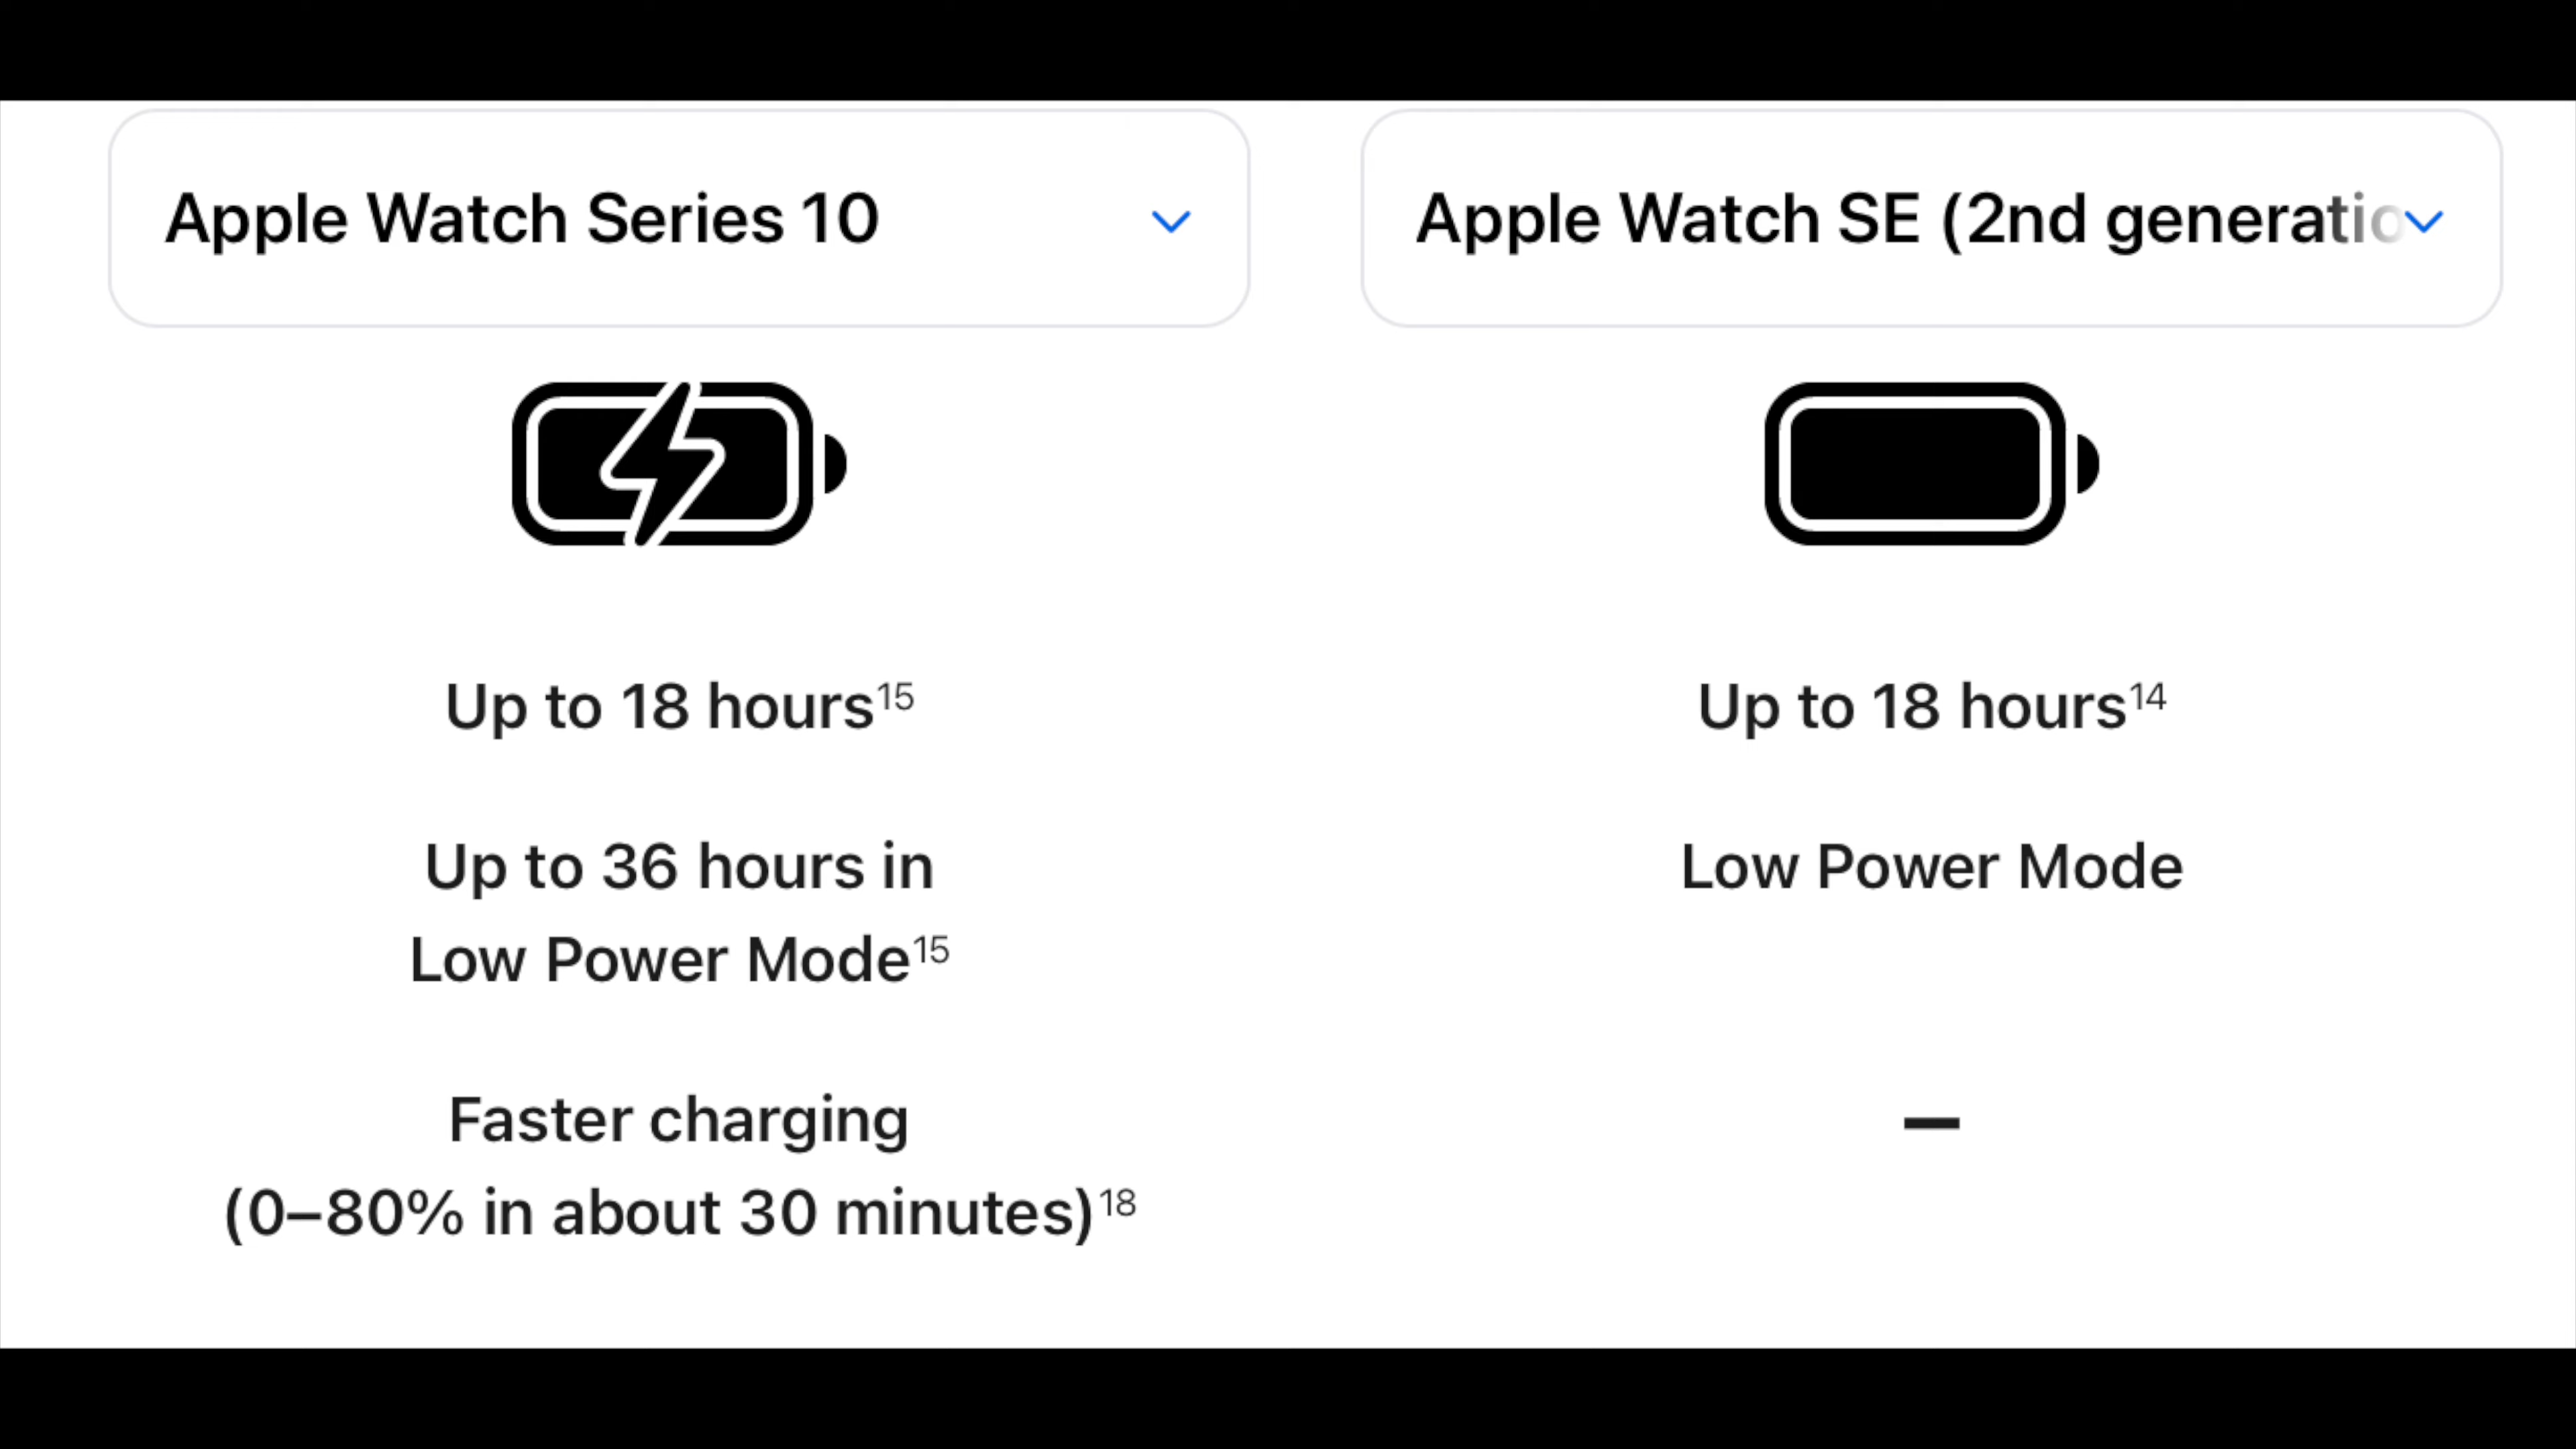 Apple Watch Series 10
Apple Watch SE (2nd generatio
Up to 18 hours15
Up to 18 hours14
Up to 36 hours in
Low Power Mode15
Low Power Mode
Faster charging
(0–80% in about 30 minutes)18
–